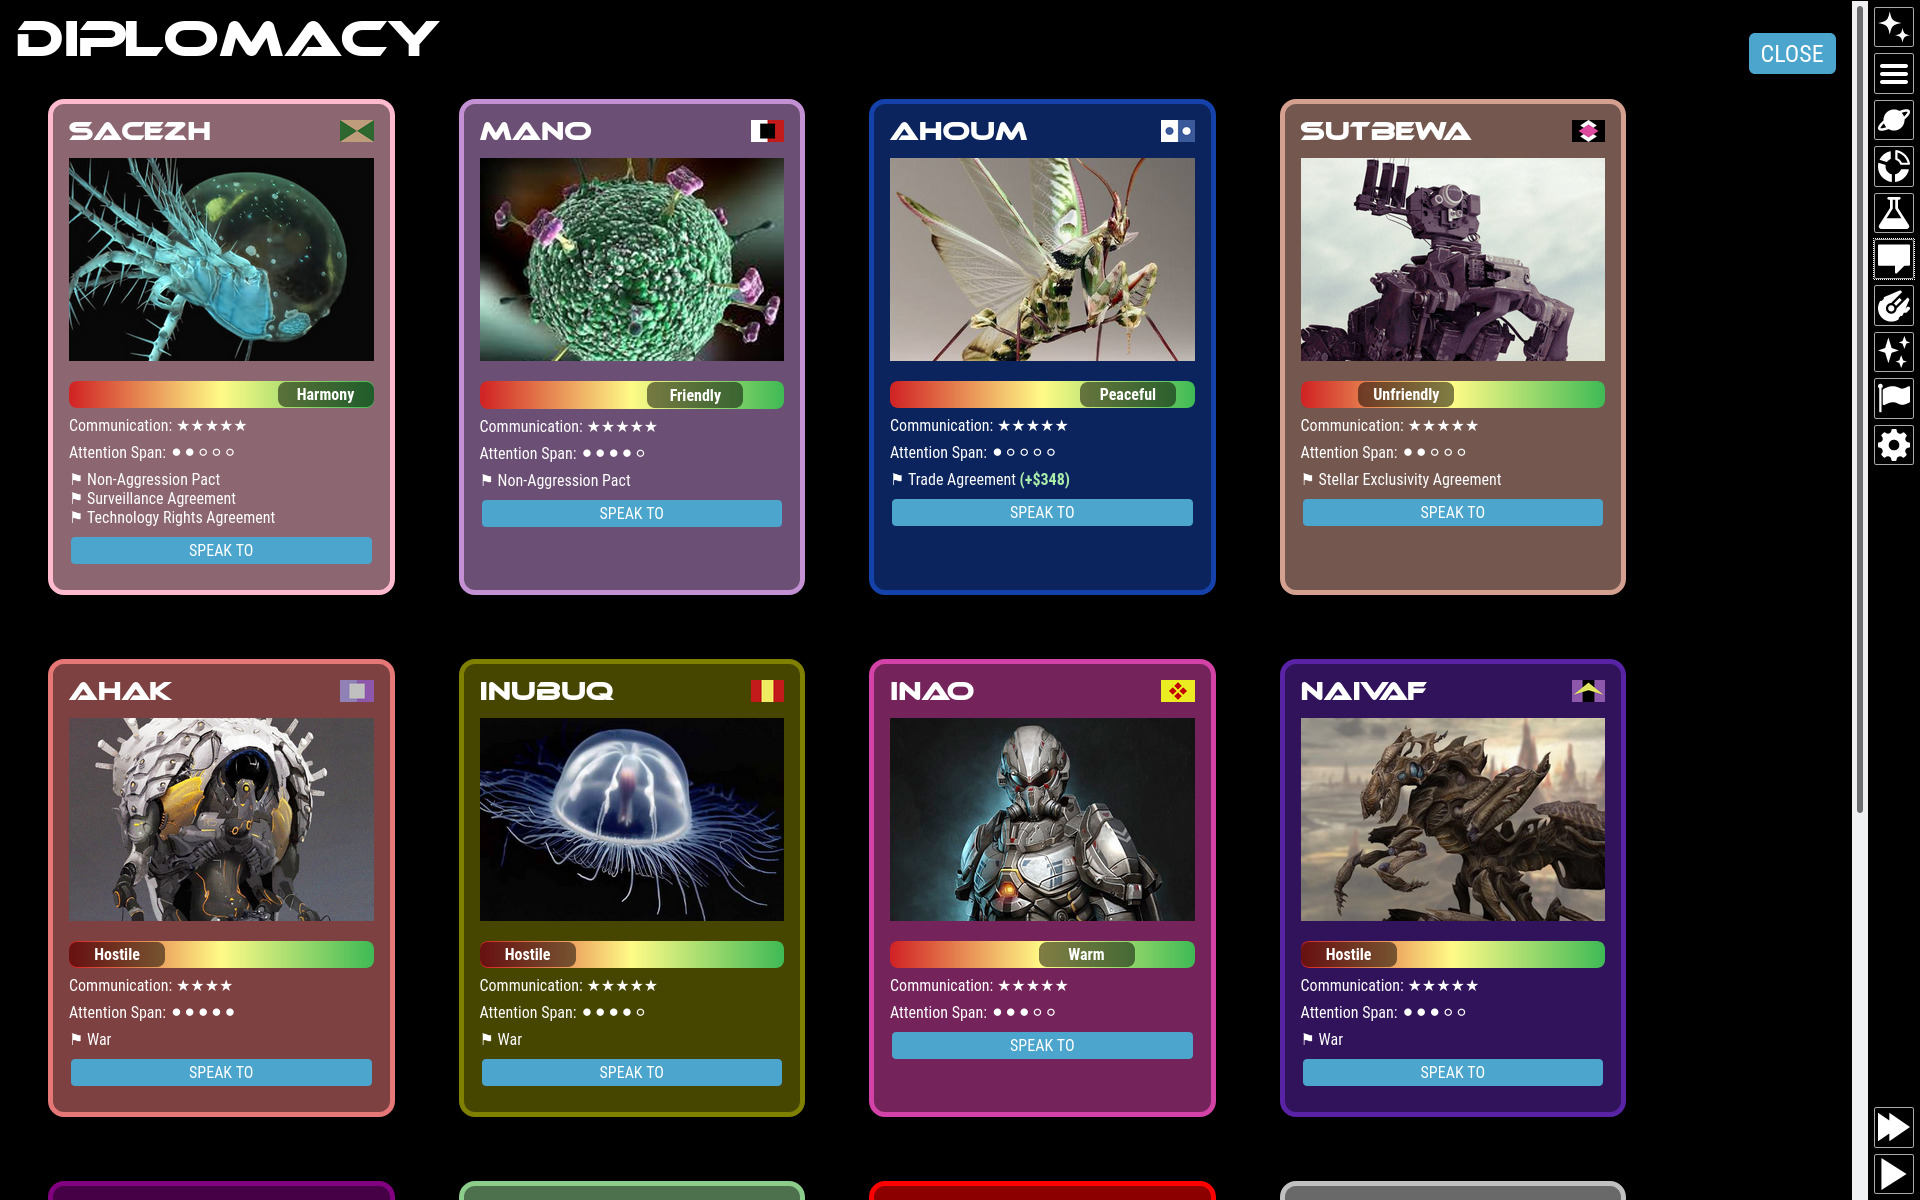 DIPLOMACY
CLOSE
SACEZH
Harmony
Communication: ★★★★★
Attention Span: ●●○○○
⚑ Non-Aggression Pact
⚑ Surveillance Agreement
⚑ Technology Rights Agreement
SPEAK TO
MANO
Friendly
Communication: ★★★★★
Attention Span: ●●●●○
⚑ Non-Aggression Pact
SPEAK TO
AHOUM
Peaceful
Communication: ★★★★★
Attention Span: ●○○○○
⚑ Trade Agreement (+$348)
SPEAK TO
SUTBEWA
Unfriendly
Communication: ★★★★★
Attention Span: ●●○○○
⚑ Stellar Exclusivity Agreement
SPEAK TO
AHAK
Hostile
Communication: ★★★★
Attention Span: ●●●●●
⚑ War
SPEAK TO
INUBUQ
Hostile
Communication: ★★★★★
Attention Span: ●●●●○
⚑ War
SPEAK TO
INAO
Warm
Communication: ★★★★★
Attention Span: ●●●○○
SPEAK TO
NAIVAF
Hostile
Communication: ★★★★★
Attention Span: ●●●○○
⚑ War
SPEAK TO